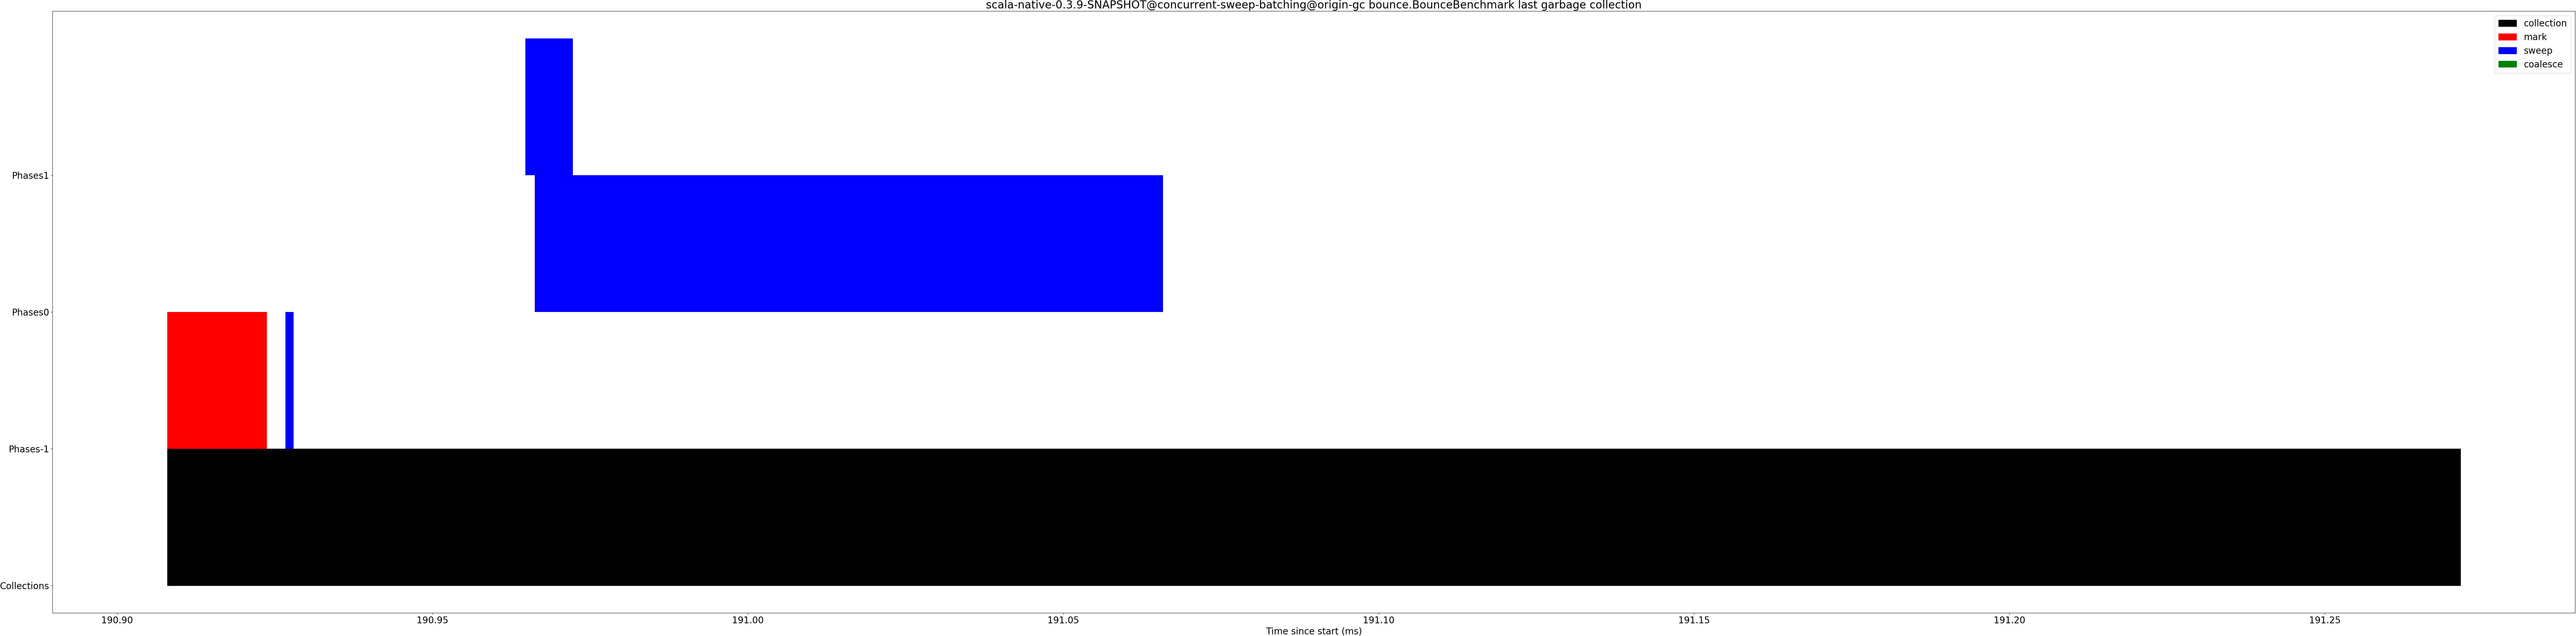 scala-native-0.3.9-SNAPSHOT@concurrent-sweep-batching@origin-gc bounce.BounceBenchmark last garbage collection
collection
mark
sweep
coalesce
Phases1
Phases0
Phases-1
Collections
190.90 190.95 191.00 191.05 191.10 191.15 191.20 191.25
Time since start (ms)